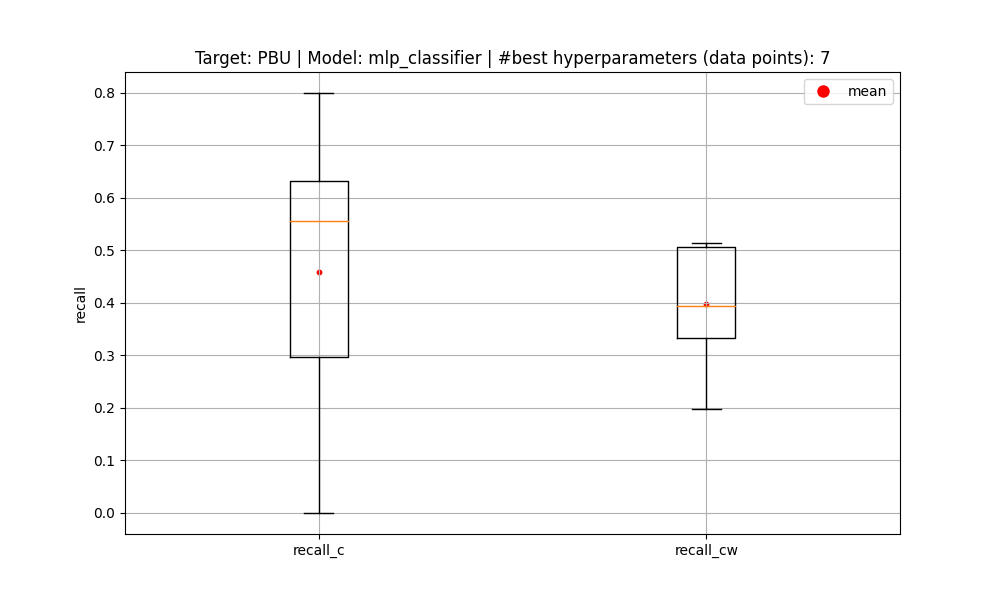 Target: PBU | Model: mlp_classifier | #best hyperparameters (data points): 7
mean
recall
0.8
0.7
0.6
0.5
0.4
0.3
0.2
0.1
0.0
recall_c
recall_cw